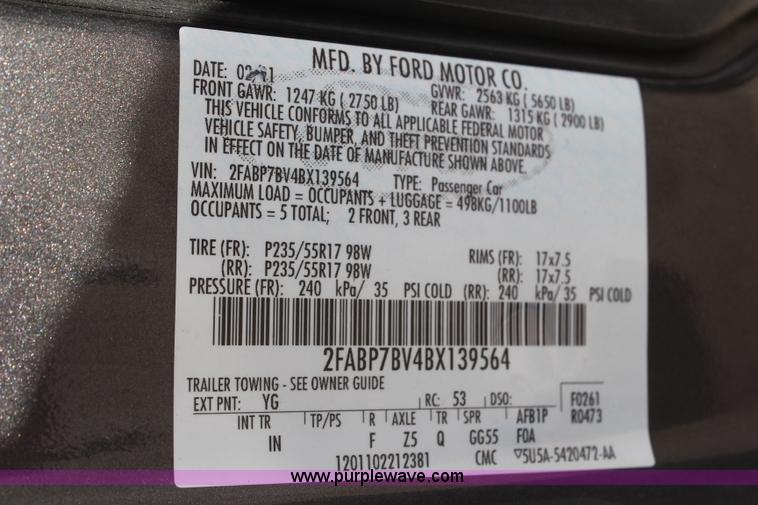 MFD. BY FORD MOTOR CO.
DATE: GVWR: 2563 KG ( 5650 LB)
FRONT GAWR: 1247 KG ( 2750 LB) REAR GAWR: 1315 KG ( 2900 LB)
THIS VEHICLE CONFORMS TO ALL APPLICABLE FEDERAL MOTOR
VEHICLE SAFETY, BUMPER, AND THEFT PREVENTION STANDARDS
IN EFFECT ON THE DATE OF MANUFACTURE SHOWN ABOVE.
VIN: 2FABP7BV4BX139564 TYPE: Passenger Car
MAXIMUM LOAD = OCCUPANTS + LUGGAGE = 498KG/1100LB
OCCUPANTS = 5 TOTAL; 2 FRONT, 3 REAR
TIRE (FR): P235/55R17 98W RIMS (FR): 17x7.5
(RR): P235/55R17 98W (RR): 17x7.5
PRESSURE (FR): 240 kPa/ 35 PSI COLD (RR): 240 kPa/ 35 PSI COLD
2FABP7BV4BX139564
TRAILER TOWING - SEE OWNER GUIDE
EXT PNT: YG RC: 53 DSO: F0261
INT TR TP/PS R AXLE TR SPR AFB1P R0473
IN F Z5 Q GG55 F0A
1201102212381 CMC ▽5U5A-5420472-AA
www.purplewave.com